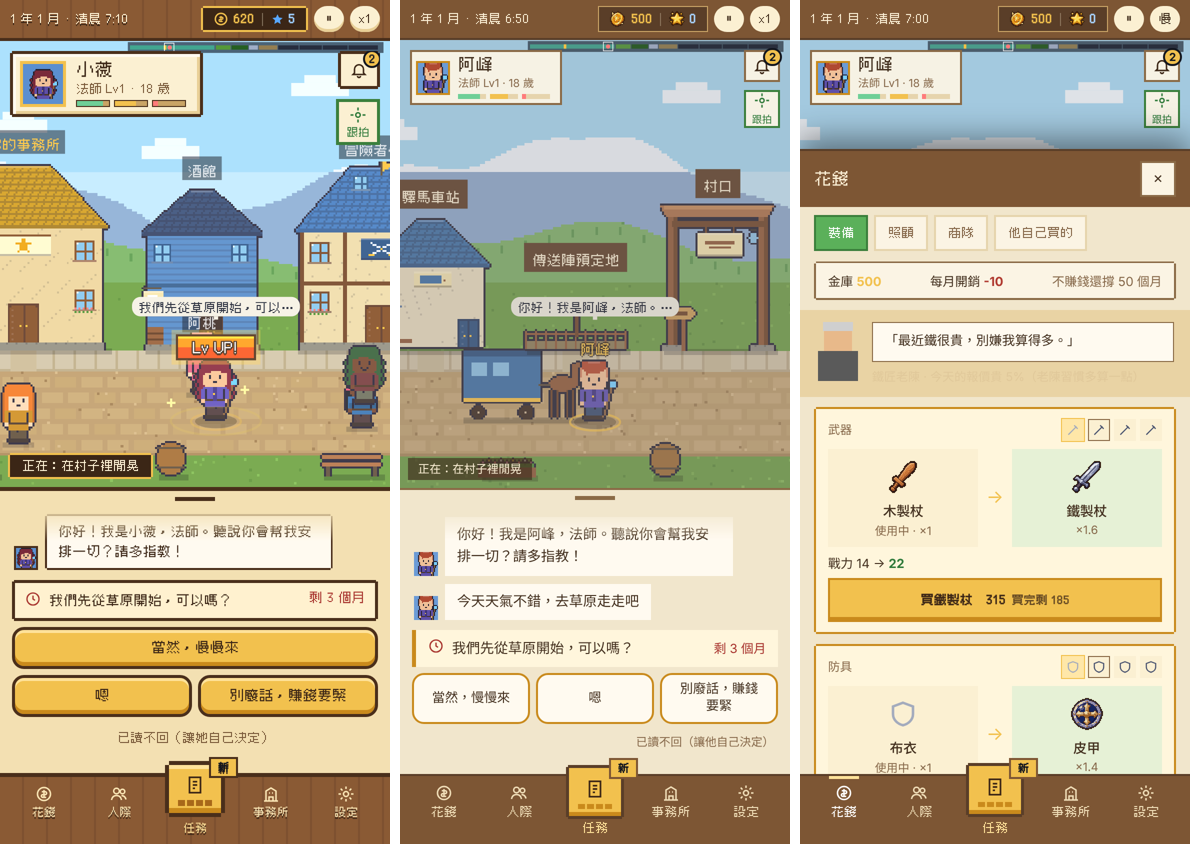 1 年 1 月 · 清晨 7:10
620
5
x1
小薇
法師 Lv1 · 18 歲
2
跟拍
的事務所
酒館
冒險者
我們先從草原開始，可以…
阿桃
Lv UP!
正在：在村子裡閒晃
你好！我是小薇，法師。聽說你會幫我安
排一切？請多指教！
我們先從草原開始，可以嗎？
剩 3 個月
當然，慢慢來
嗯
別廢話，賺錢要緊
已讀不回（讓她自己決定）
新
花錢
人際
任務
事務所
設定
1 年 1 月 · 清晨 6:50
500
0
x1
阿峰
法師 Lv1 · 18 歲
2
跟拍
驛馬車站
村口
傳送陣預定地
你好！我是阿峰，法師。…
阿峰
正在：在村子裡閒晃
你好！我是阿峰，法師。聽說你會幫我安
排一切？請多指教！
今天天氣不錯，去草原走走吧
我們先從草原開始，可以嗎？
剩 3 個月
當然，慢慢來
嗯
別廢話，賺錢
要緊
已讀不回（讓他自己決定）
新
花錢
人際
任務
事務所
設定
1 年 1 月 · 清晨 7:00
500
0
慢
阿峰
法師 Lv1 · 18 歲
2
跟拍
花錢
×
裝備
照顧
商隊
他自己買的
金庫 500
每月開銷 -10
不賺錢還撐 50 個月
「最近鐵很貴，別嫌我算得多。」
武器
木製杖
使用中 · ×1
→
鐵製杖
×1.6
戰力 14 → 22
買鐵製杖 315 買完剩 185
防具
布衣
使用中 · ×1
→
皮甲
×1.4
新
花錢
人際
任務
事務所
設定